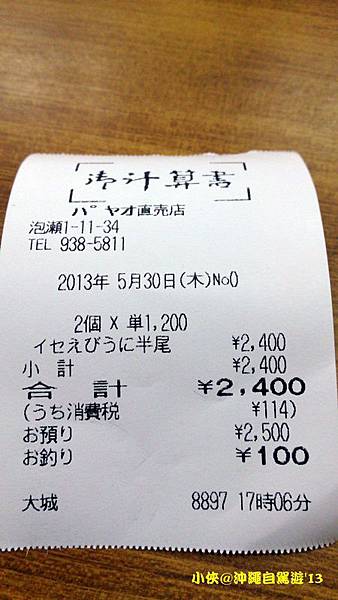 御計算書
パヤオ直売店
泡瀬1-11-34
TEL 938-5811
2013年 5月30日(木)No0
2個 X 単1,200
イセえびうに半尾 ¥2,400
小 計 ¥2,400
合 計 ¥2,400
(うち消費税 ¥114)
お預り ¥2,500
お釣り ¥100
大城 8897 17時06分
小俠@沖繩自駕遊'13